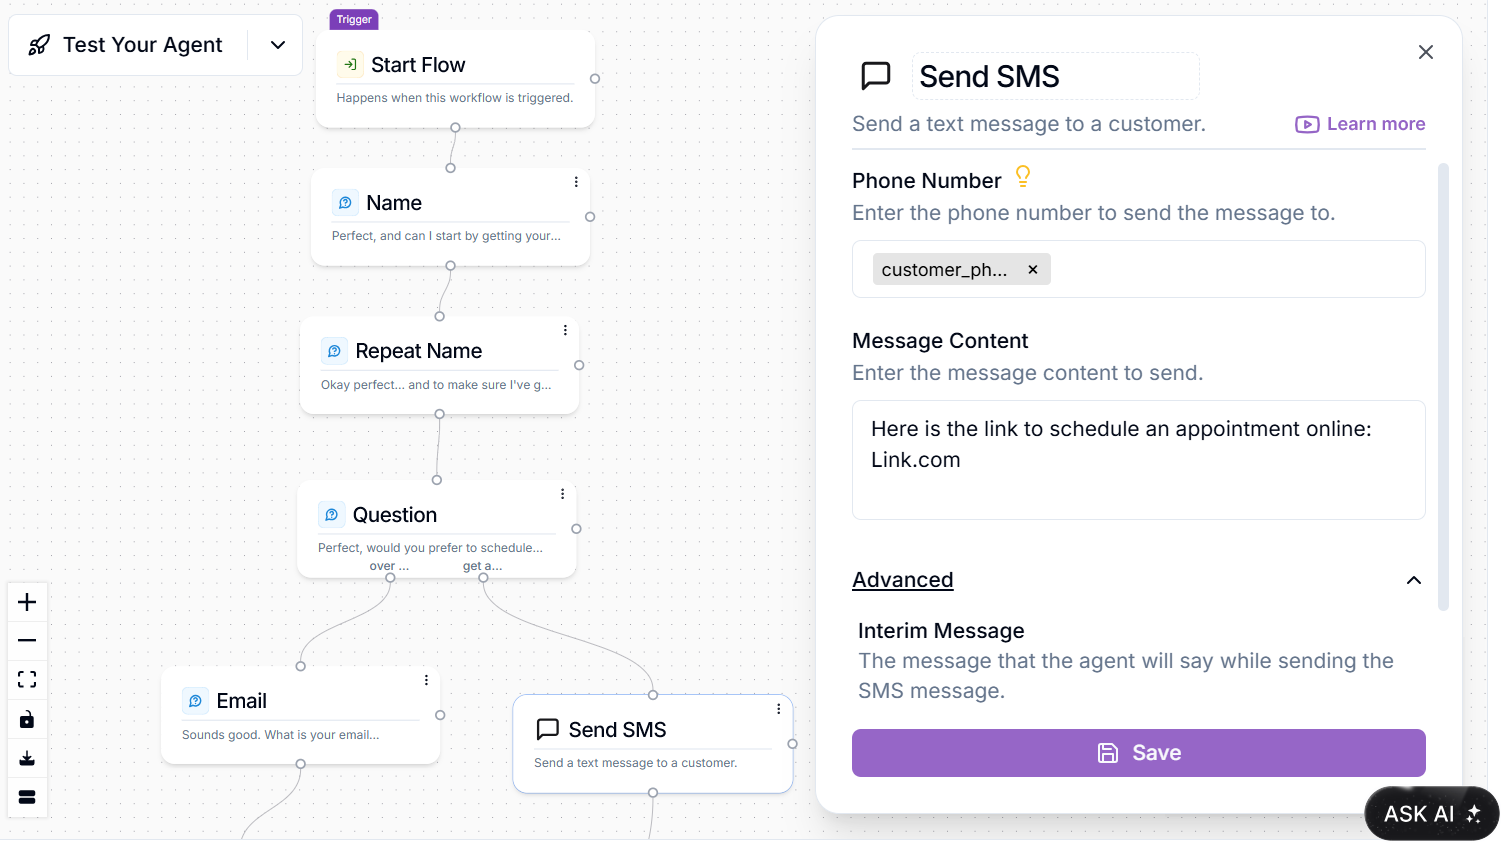 Test Your Agent
Trigger
Start Flow
Happens when this workflow is triggered.
Name
Perfect, and can I start by getting your...
Repeat Name
Okay perfect... and to make sure I've g...
Question
Perfect, would you prefer to schedule...
over ...
get a...
Email
Sounds good. What is your email...
Send SMS
Send a text message to a customer.
Send SMS
Send a text message to a customer.
Learn more
Phone Number
Enter the phone number to send the message to.
customer_ph... ×
Message Content
Enter the message content to send.
Here is the link to schedule an appointment online:
Link.com
Advanced
Interim Message
The message that the agent will say while sending the
SMS message.
Save
ASK AI